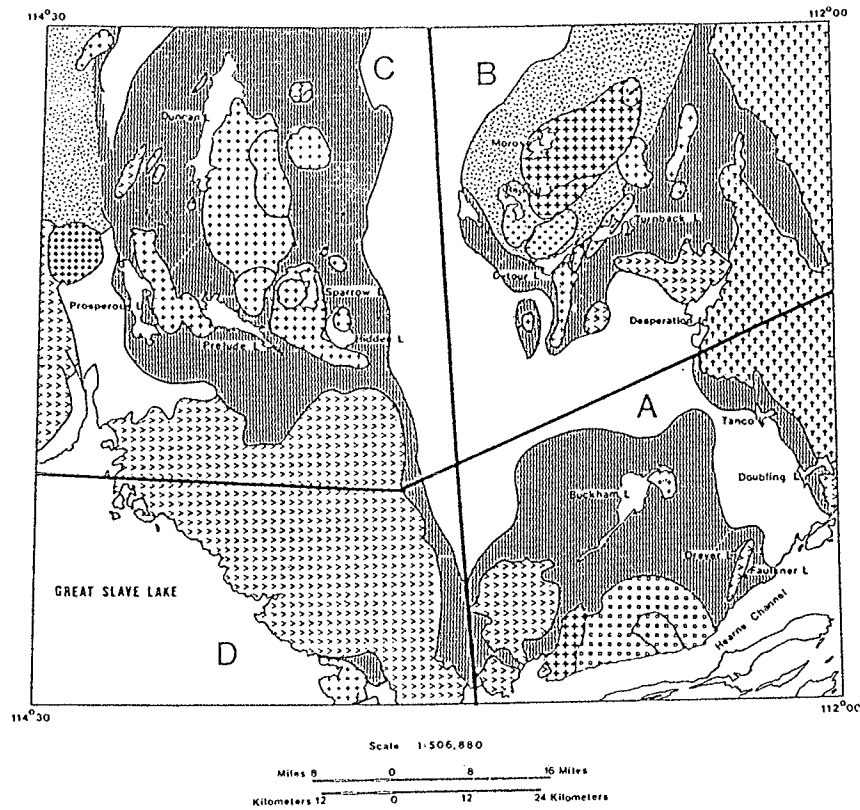 114°30
112°00
C
B
Duncan L
Moro
Turnback L
Detour L
Prosperous L
Sparrow
Hidden L
Prelude L
Desperation L
A
Tanco
Doubling L
Buckham L
Drever L
Faulkner L
Hearne Channel
GREAT SLAVE LAKE
D
114°30
112°00
Scale 1:506,880
Miles 8 0 8 16 Miles
Kilometers 12 0 12 24 Kilometers